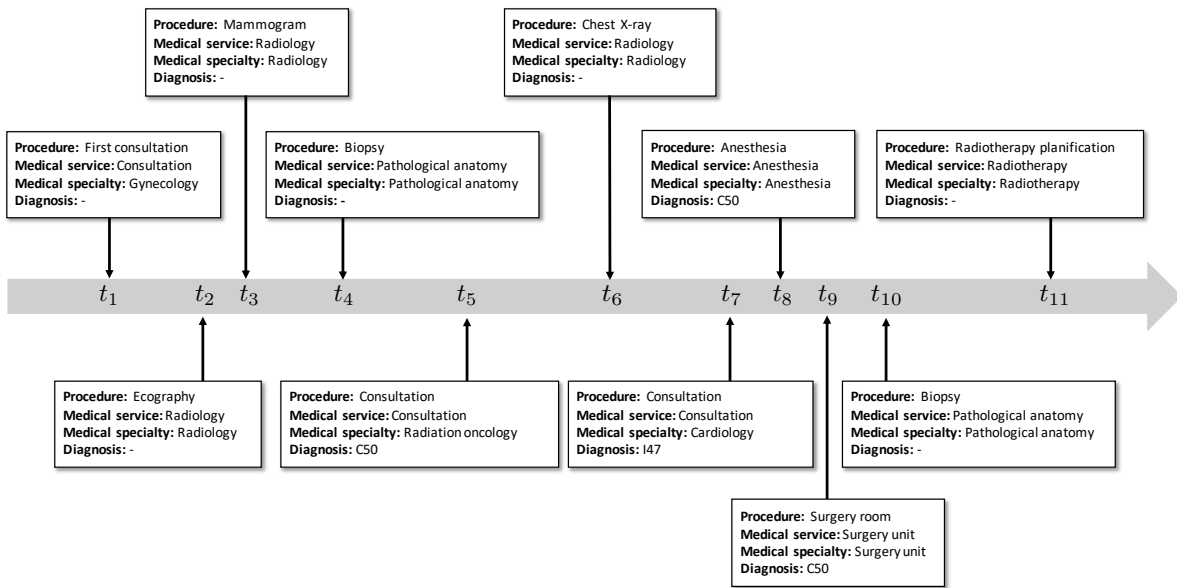 Procedure: Mammogram
Medical service: Radiology
Medical specialty: Radiology
Diagnosis: -
Procedure: Chest X-ray
Medical service: Radiology
Medical specialty: Radiology
Diagnosis: -
Procedure: First consultation
Medical service: Consultation
Medical specialty: Gynecology
Diagnosis: -
Procedure: Biopsy
Medical service: Pathological anatomy
Medical specialty: Pathological anatomy
Diagnosis: -
Procedure: Anesthesia
Medical service: Anesthesia
Medical specialty: Anesthesia
Diagnosis: C50
Procedure: Radiotherapy planification
Medical service: Radiotherapy
Medical specialty: Radiotherapy
Diagnosis: -
t1 t2 t3 t4 t5 t6 t7 t8 t9 t10 t11
Procedure: Ecography
Medical service: Radiology
Medical specialty: Radiology
Diagnosis: -
Procedure: Consultation
Medical service: Consultation
Medical specialty: Radiation oncology
Diagnosis: C50
Procedure: Consultation
Medical service: Consultation
Medical specialty: Cardiology
Diagnosis: I47
Procedure: Biopsy
Medical service: Pathological anatomy
Medical specialty: Pathological anatomy
Diagnosis: -
Procedure: Surgery room
Medical service: Surgery unit
Medical specialty: Surgery unit
Diagnosis: C50